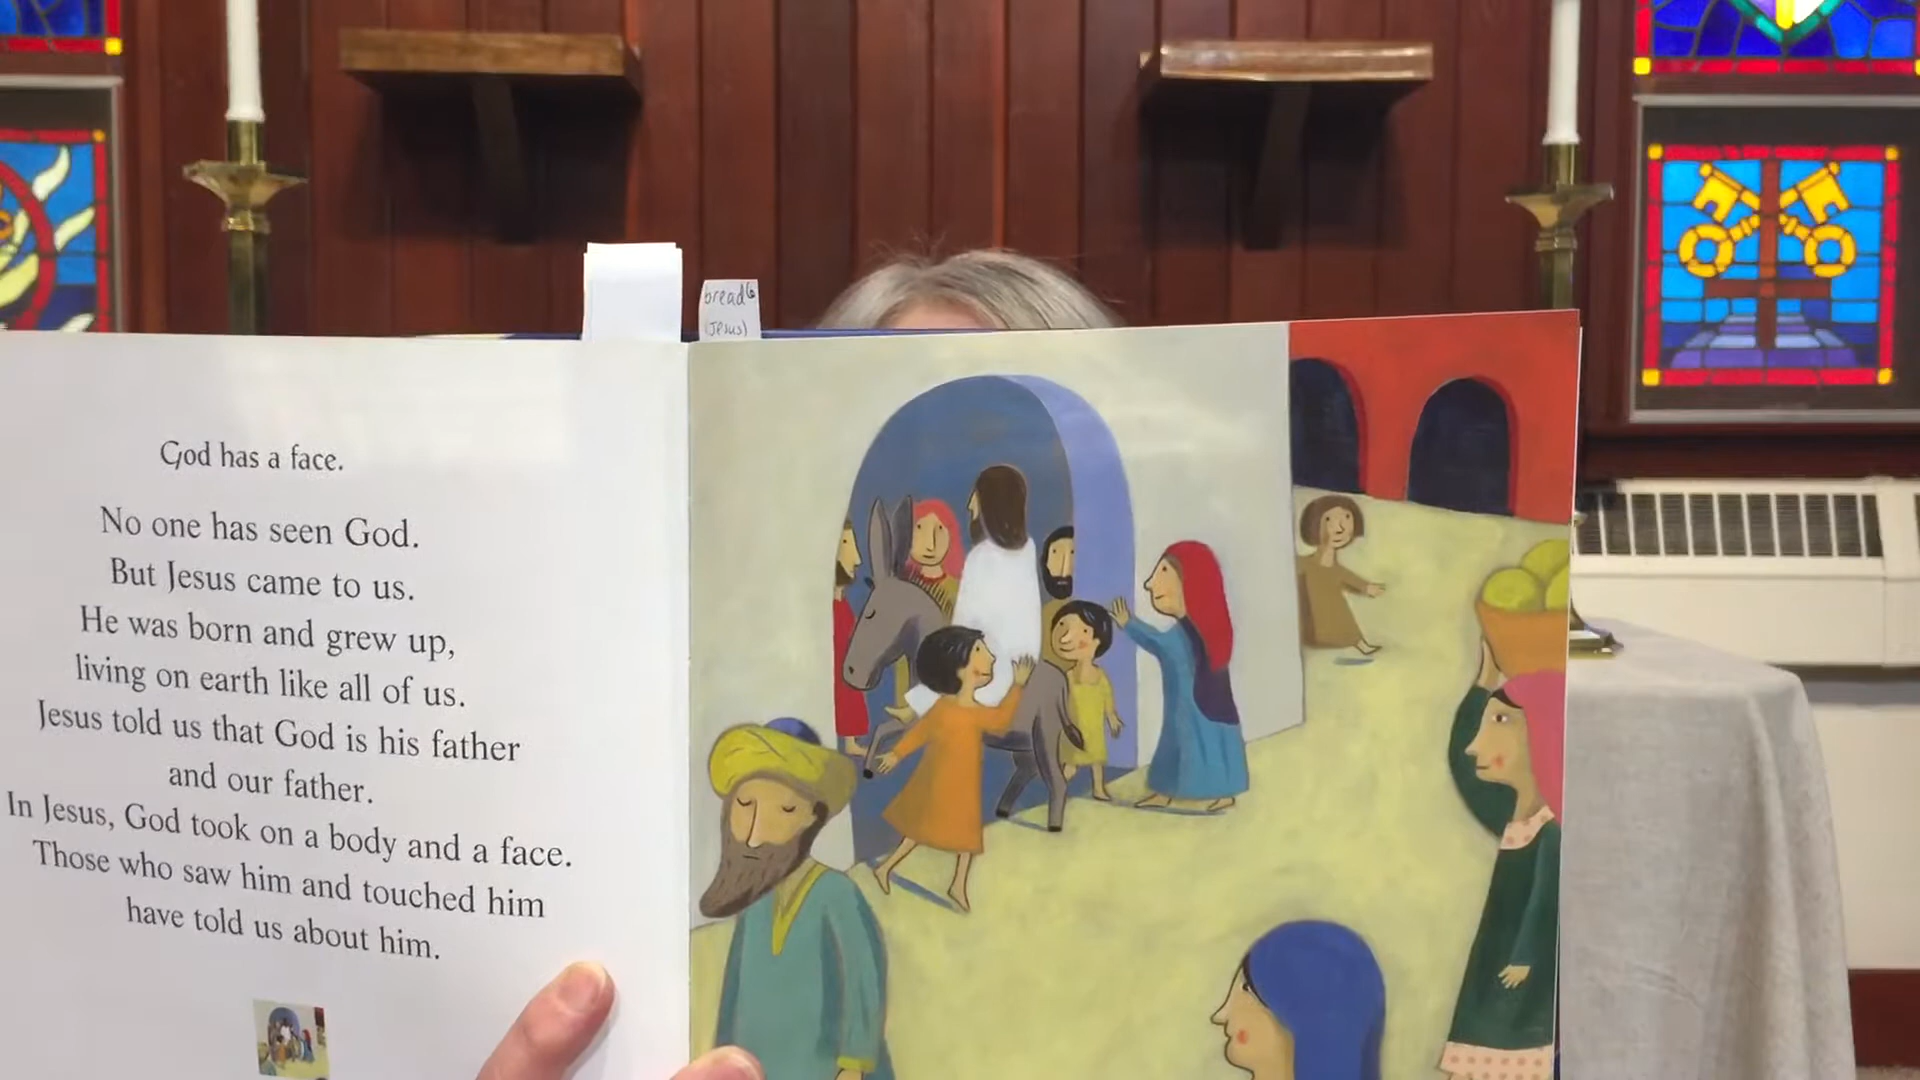 bread6
(Jesus)
God has a face.
No one has seen God.
But Jesus came to us.
He was born and grew up,
living on earth like all of us.
Jesus told us that God is his father
and our father.
In Jesus, God took on a body and a face.
Those who saw him and touched him
have told us about him.